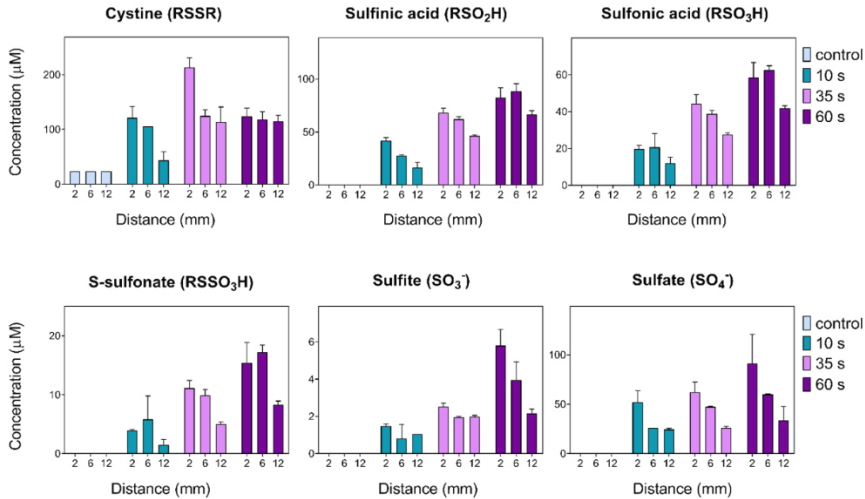 Cystine (RSSR)
Concentration (μM)
200
100
0
2 6 12 2 6 12 2 6 12 2 6 12
Distance (mm)
Sulfinic acid (RSO₂H)
100
50
0
2 6 12 2 6 12 2 6 12 2 6 12
Distance (mm)
Sulfonic acid (RSO₃H)
60
40
20
0
2 6 12 2 6 12 2 6 12 2 6 12
Distance (mm)
control
10 s
35 s
60 s
S-sulfonate (RSSO₃H)
Concentration (μM)
20
10
0
2 6 12 2 6 12 2 6 12 2 6 12
Distance (mm)
Sulfite (SO₃⁻)
6
4
2
0
2 6 12 2 6 12 2 6 12 2 6 12
Distance (mm)
Sulfate (SO₄⁻)
100
50
0
2 6 12 2 6 12 2 6 12 2 6 12
Distance (mm)
control
10 s
35 s
60 s